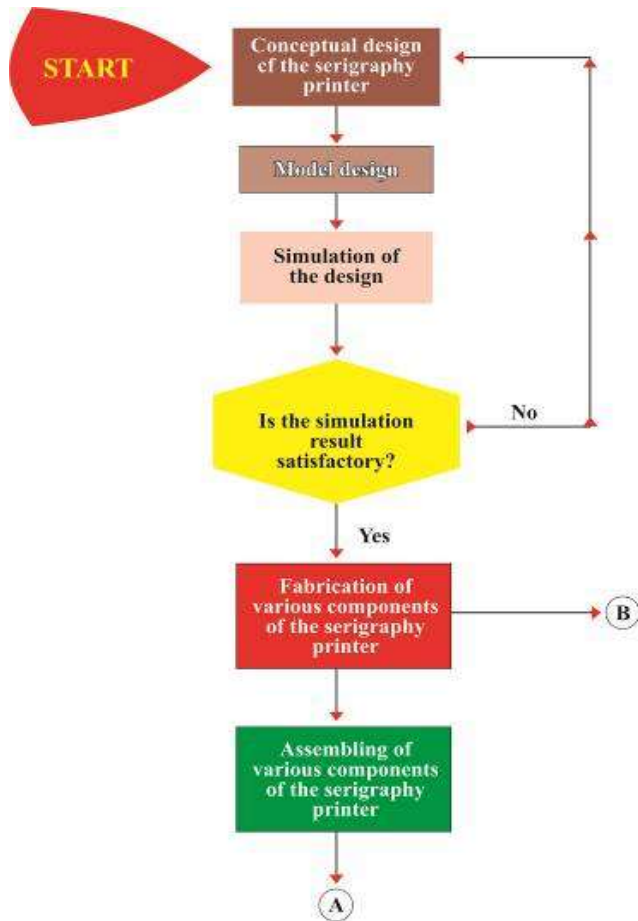 START
Conceptual design
cf the serigraphy
printer
Model design
Simulation of
the design
Is the simulation
result
satisfactory?
No
Yes
Fabrication of
various components
of the serigraphy
printer
B
Assembling of
various components
of the serigraphy
printer
A